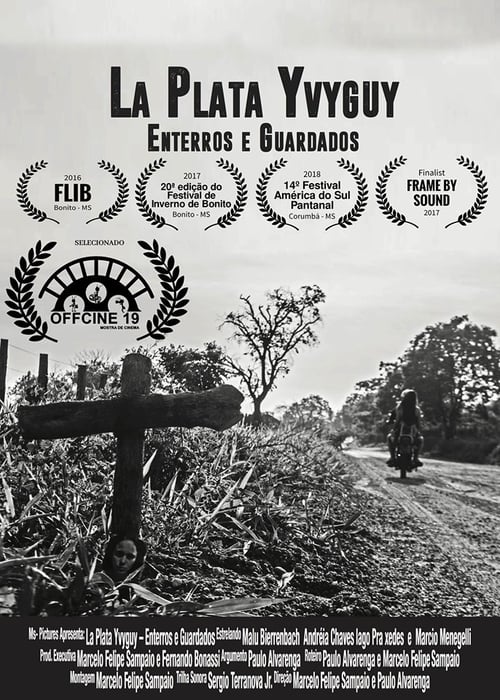 LA PLATA YVYGUY
ENTERROS E GUARDADOS
2016
FLIB
Bonito - MS
2017
20ª edição do
Festival de
Inverno de Bonito
Bonito - MS
2018
14º Festival
América do Sul
Pantanal
Corumbá - MS
Finalist
FRAME BY
SOUND
2017
SELECIONADO
OFFCINE 19
MOSTRA DE CINEMA
Ms- Pictures Apresenta: La Plata Yvyguy – Enterros e Guardados Estrelando Malu Bierrenbach Andréia Chaves Iago Pra xedes e Marcio Menegelli
Prod. Executiva Marcelo Felipe Sampaio e Fernando Bonassi Argumento Paulo Alvarenga Roteiro Paulo Alvarenga e Marcelo Felipe Sampaio
Montagem Marcelo Felipe Sampaio Trilha Sonora Sergio Terranova Jr. Direção Marcelo Felipe Sampaio e Paulo Alvarenga